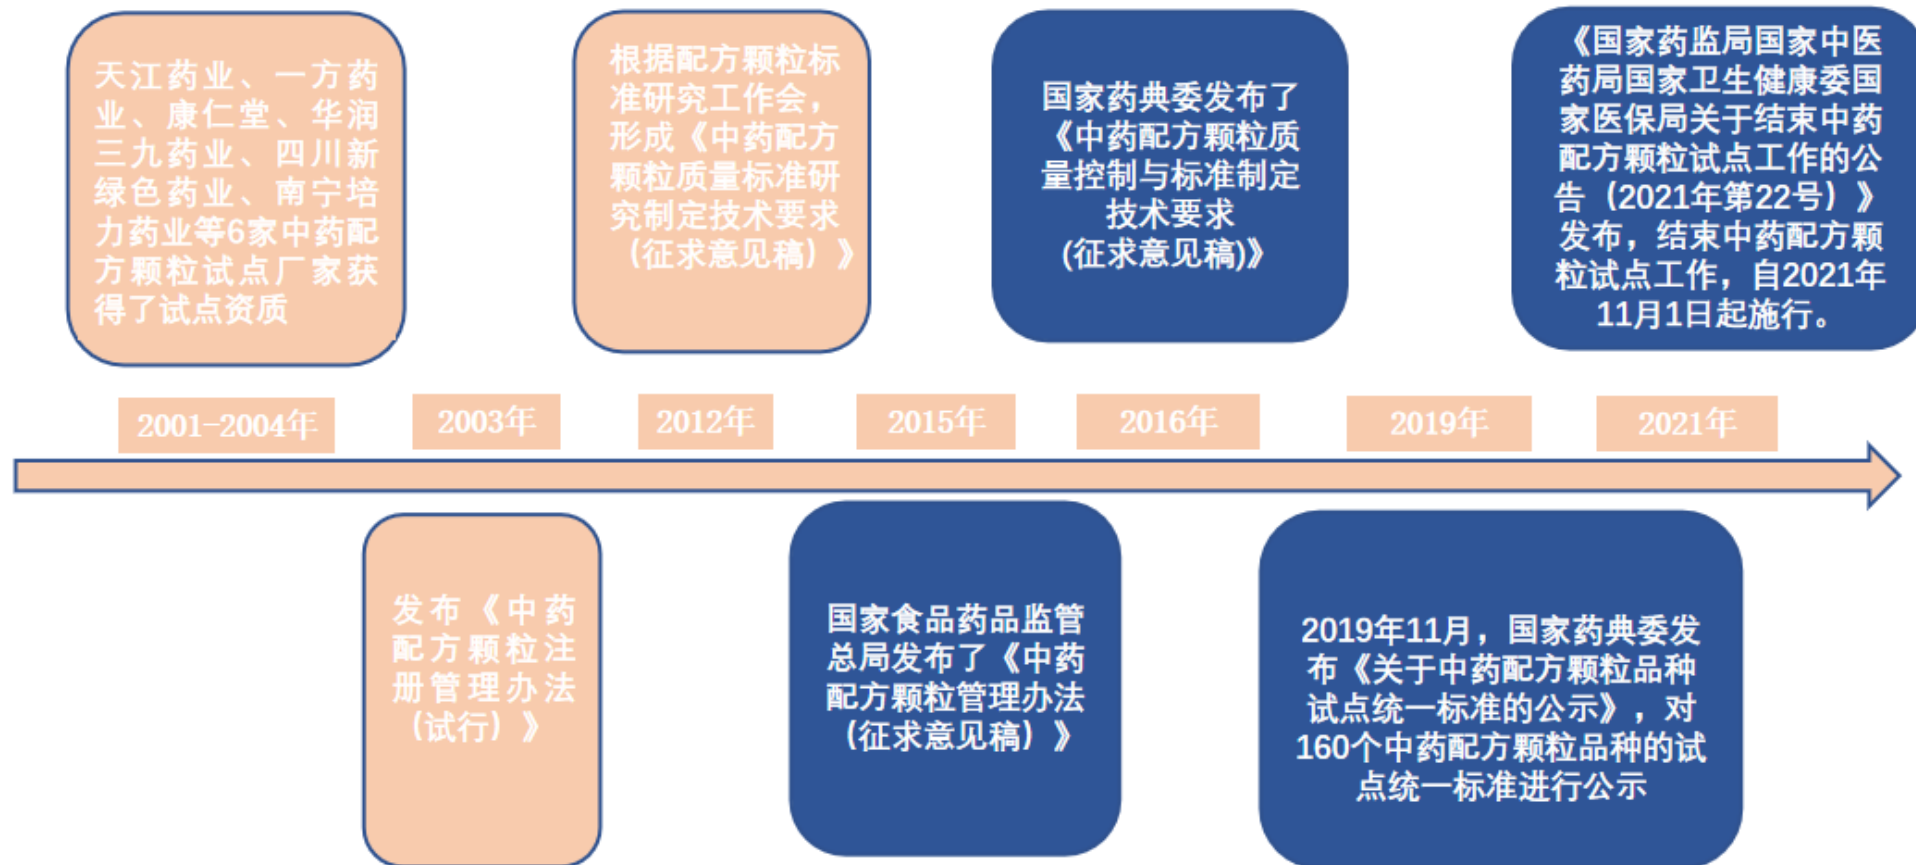 天江药业、一方药
业、康仁堂、华润
三九药业、四川新
绿色药业、南宁培
力药业等6家中药配
方颗粒试点厂家获
得了试点资质
根据配方颗粒标
准研究工作会，
形成《中药配方
颗粒质量标准研
究制定技术要求
（征求意见稿）》
国家药典委发布了
《中药配方颗粒质
量控制与标准制定
技术要求
(征求意见稿)》
《国家药监局国家中医
药局国家卫生健康委国
家医保局关于结束中药
配方颗粒试点工作的公
告（2021年第22号）》
发布，结束中药配方颗
粒试点工作，自2021年
11月1日起施行。
2001-2004年
2003年
2012年
2015年
2016年
2019年
2021年
发布《中药
配方颗粒注
册管理办法
（试行）》
国家食品药品监管
总局发布了《中药
配方颗粒管理办法
（征求意见稿）》
2019年11月，国家药典委发
布《关于中药配方颗粒品种
试点统一标准的公示》，对
160个中药配方颗粒品种的试
点统一标准进行公示